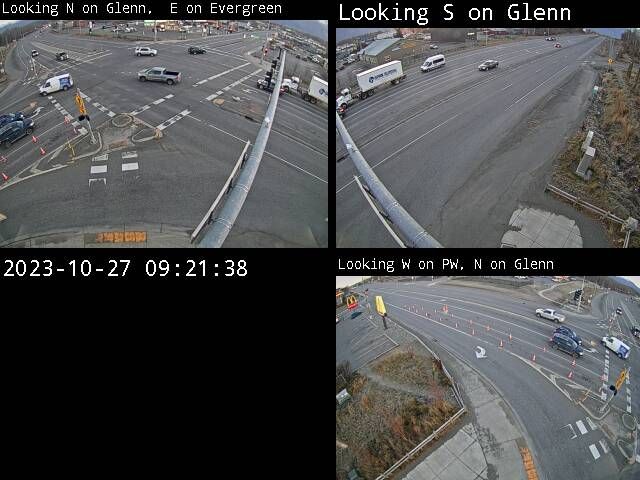 Looking N on Glenn,  E on Evergreen
Looking S on Glenn
2023-10-27 09:21:38
Looking W on PW, N on Glenn